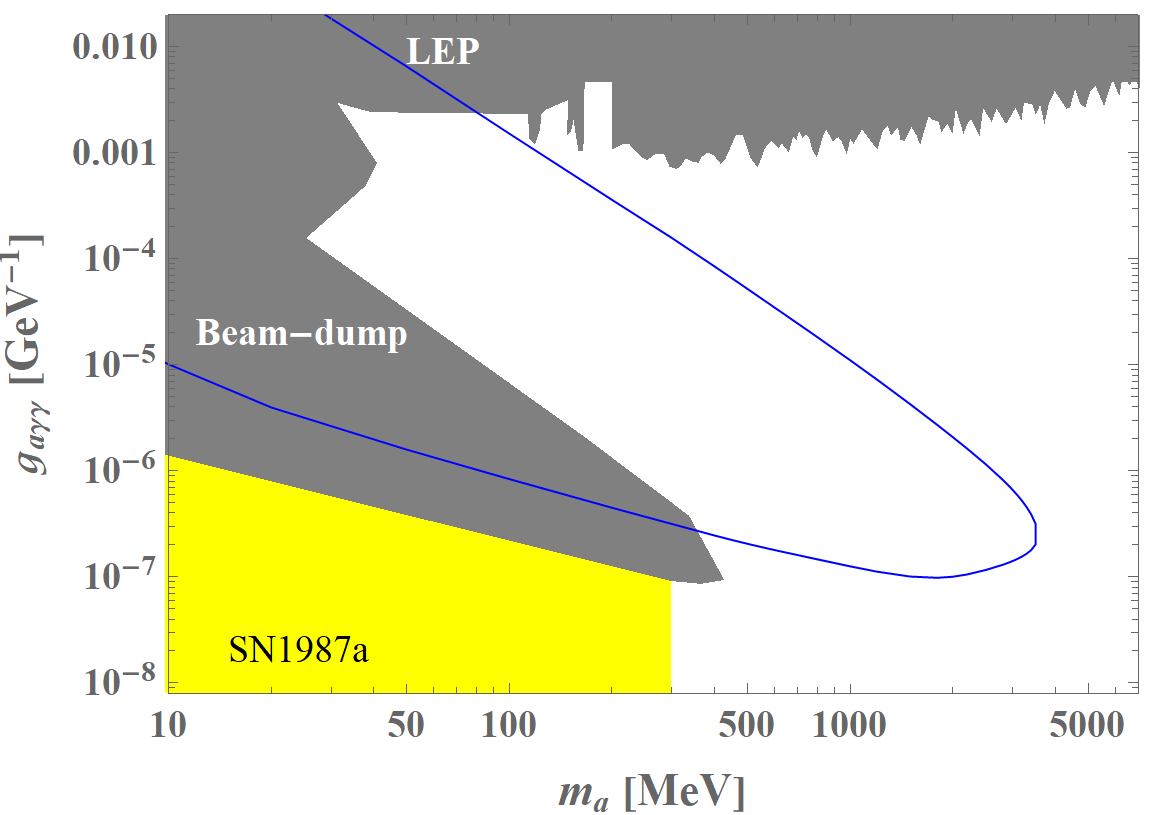 LEP
Beam−dump
SN1987a
0.010
0.001
10⁻⁴
10⁻⁵
10⁻⁶
10⁻⁷
10⁻⁸
g_aγγ [GeV⁻¹]
10 50 100 500 1000 5000
m_a [MeV]